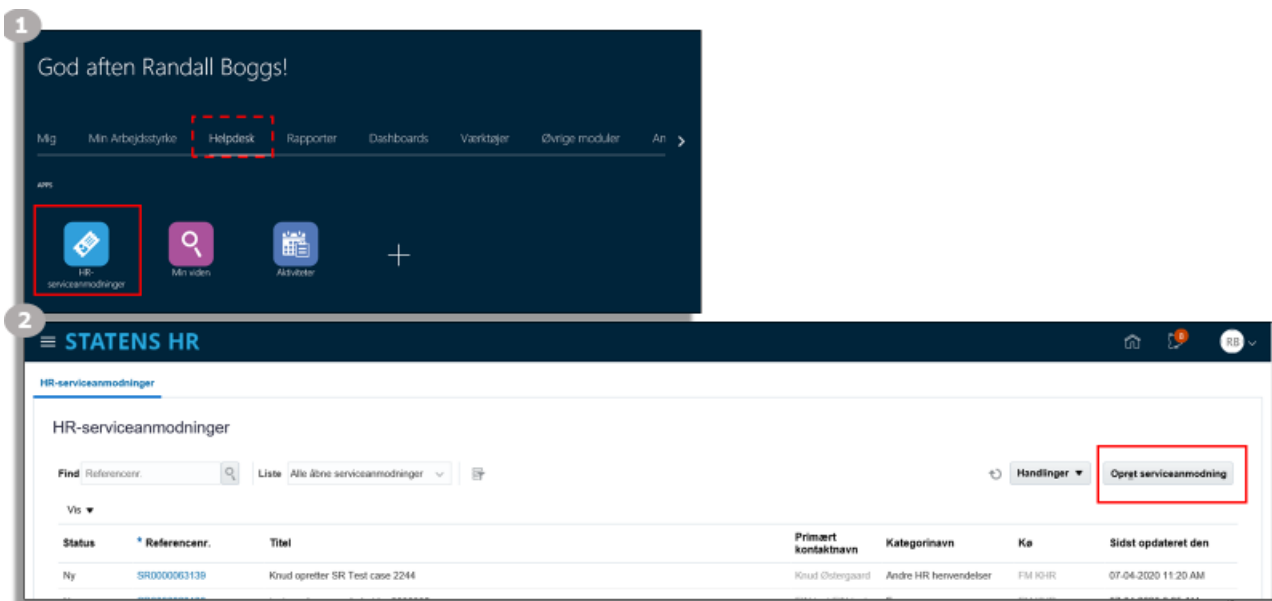 1
God aften Randall Boggs!
Mig Min Arbejdsstyrke Helpdesk Rapporter Dashboards Værktøjer Øvrige moduler An
APPS
HR-
serviceanmodninger
Min viden
Aktiviteter
2
STATENS HR
RB
HR-serviceanmodninger
HR-serviceanmodninger
Find Referencenr. Liste Alle åbne serviceanmodninger Handlinger Opret serviceanmodning
Vis
Status * Referencenr. Titel Primært kontaktnavn Kategorinavn Kø Sidst opdateret den
Ny SR0000063139 Knud opretter SR Test case 2244 Knud Østergaard Andre HR henvendelser FM KHR 07-04-2020 11:20 AM